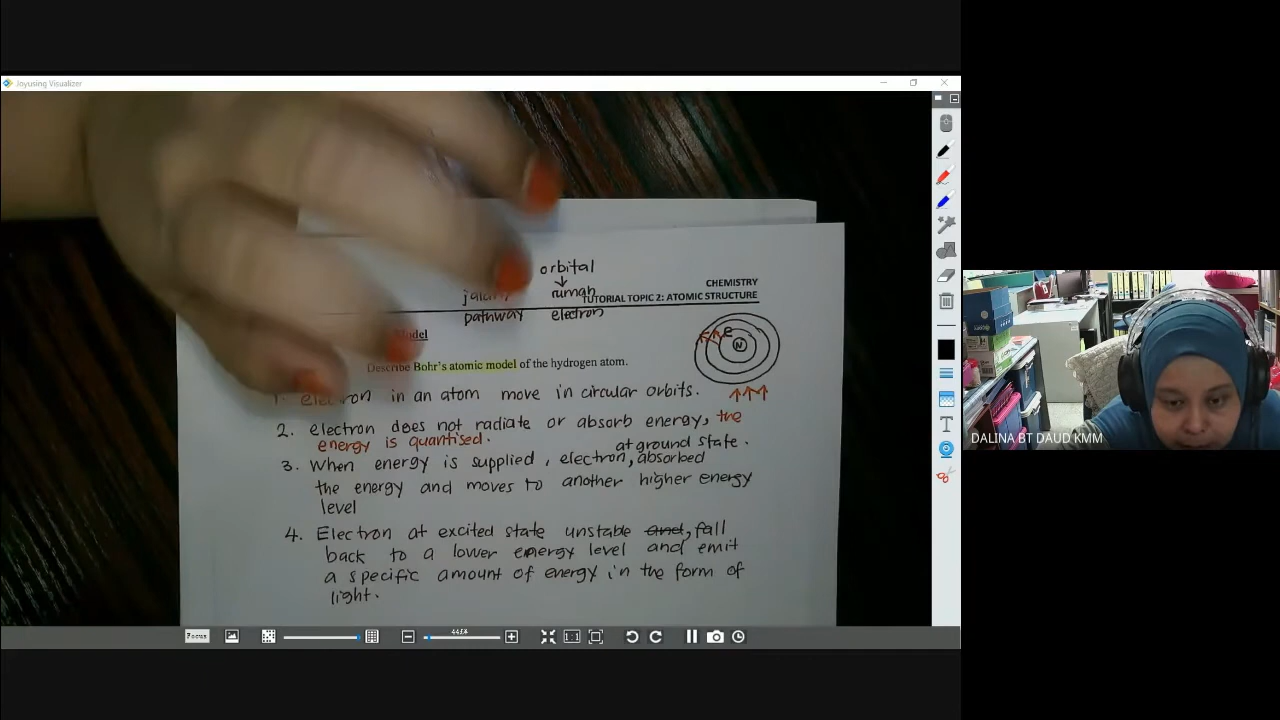 Joyusing Visualizer
orbital
rumah
CHEMISTRY
TUTORIAL TOPIC 2: ATOMIC STRUCTURE
pathway electron
Model
Describe Bohr's atomic model of the hydrogen atom.
e
N
1. electron in an atom move in circular orbits.
2. electron does not radiate or absorb energy, the
energy is quantised.
at ground state.
3. When energy is supplied, electron, absorbed
the energy and moves to another higher energy
level
4. Electron at excited state unstable and, fall
back to a lower energy level and emit
a specific amount of energy in the form of
light.
DALINA BT DAUD KMM
T
Focus
1:1